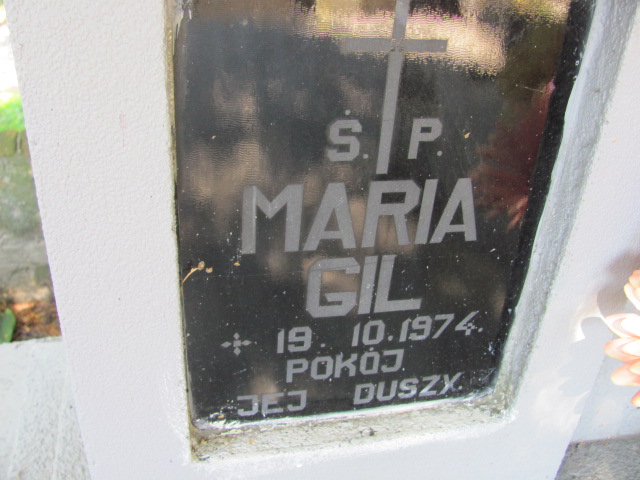 Ś. P.
MARIA
GIL
19. 10. 1974.
POKÓJ
JEJ DUSZY